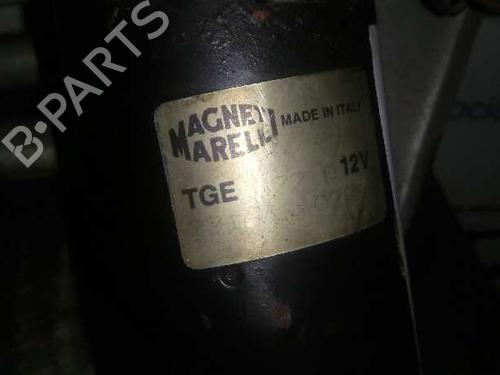 B-PARTS
MAGNETI
MARELLI
MADE IN ITALY
TGE
12V